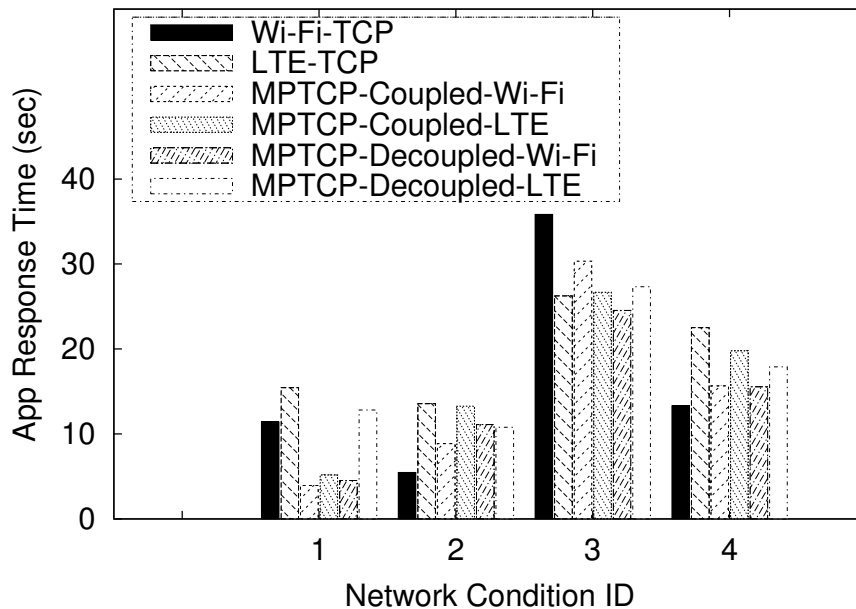 Wi-Fi-TCP
LTE-TCP
MPTCP-Coupled-Wi-Fi
MPTCP-Coupled-LTE
MPTCP-Decoupled-Wi-Fi
MPTCP-Decoupled-LTE
App Response Time (sec)
40
30
20
10
0
1 2 3 4
Network Condition ID